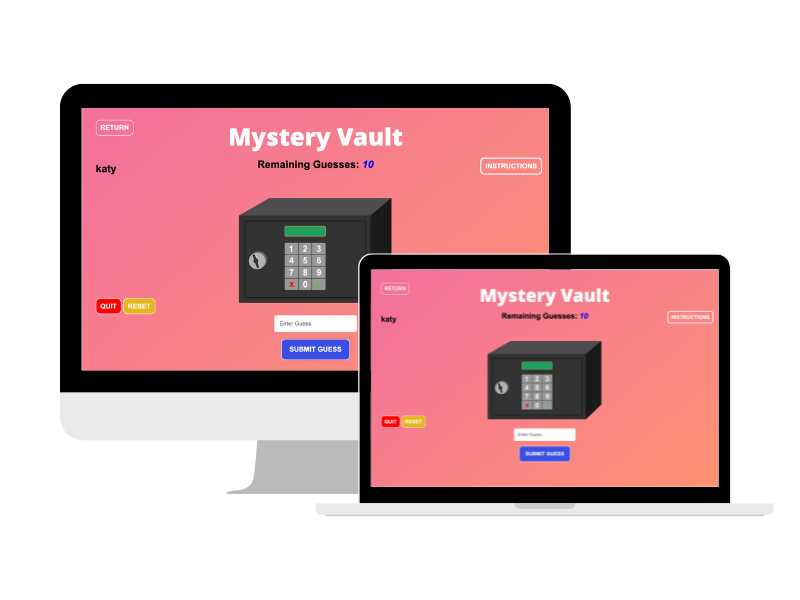 RETURN
Mystery Vault
Remaining Guesses: 10
katy
INSTRUCTIONS
1 2 3
4 5 6
7 8 9
X 0
QUIT RESET
Enter Guess
SUBMIT GUESS
RETURN
Mystery Vault
Remaining Guesses: 10
katy
INSTRUCTIONS
1 2 3
4 5 6
7 8 9
X 0
QUIT RESET
Enter Guess
SUBMIT GUESS